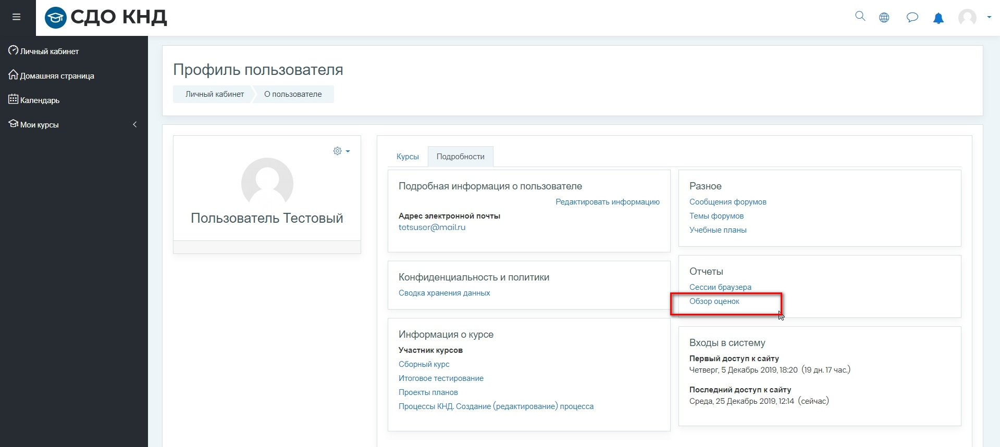 СДО КНД
Личный кабинет
Домашняя страница
Календарь
Мои курсы
Профиль пользователя
Личный кабинет
О пользователе
Пользователь Тестовый
Курсы
Подробности
Подробная информация о пользователе
Редактировать информацию
Адрес электронной почты
tetsuser@mail.ru
Конфиденциальность и политики
Сводка хранения данных
Информация о курсе
Участник курсов
Сборный курс
Итоговое тестирование
Проекты планов
Процессы КНД. Создание (редактирование) процесса
Разное
Сообщения форумов
Темы форумов
Учебные планы
Отчеты
Сессии браузера
Обзор оценок
Входы в систему
Первый доступ к сайту
Четверг, 5 Декабрь 2019, 18:20 (19 дн. 17 час.)
Последний доступ к сайту
Среда, 25 Декабрь 2019, 12:14 (сейчас)